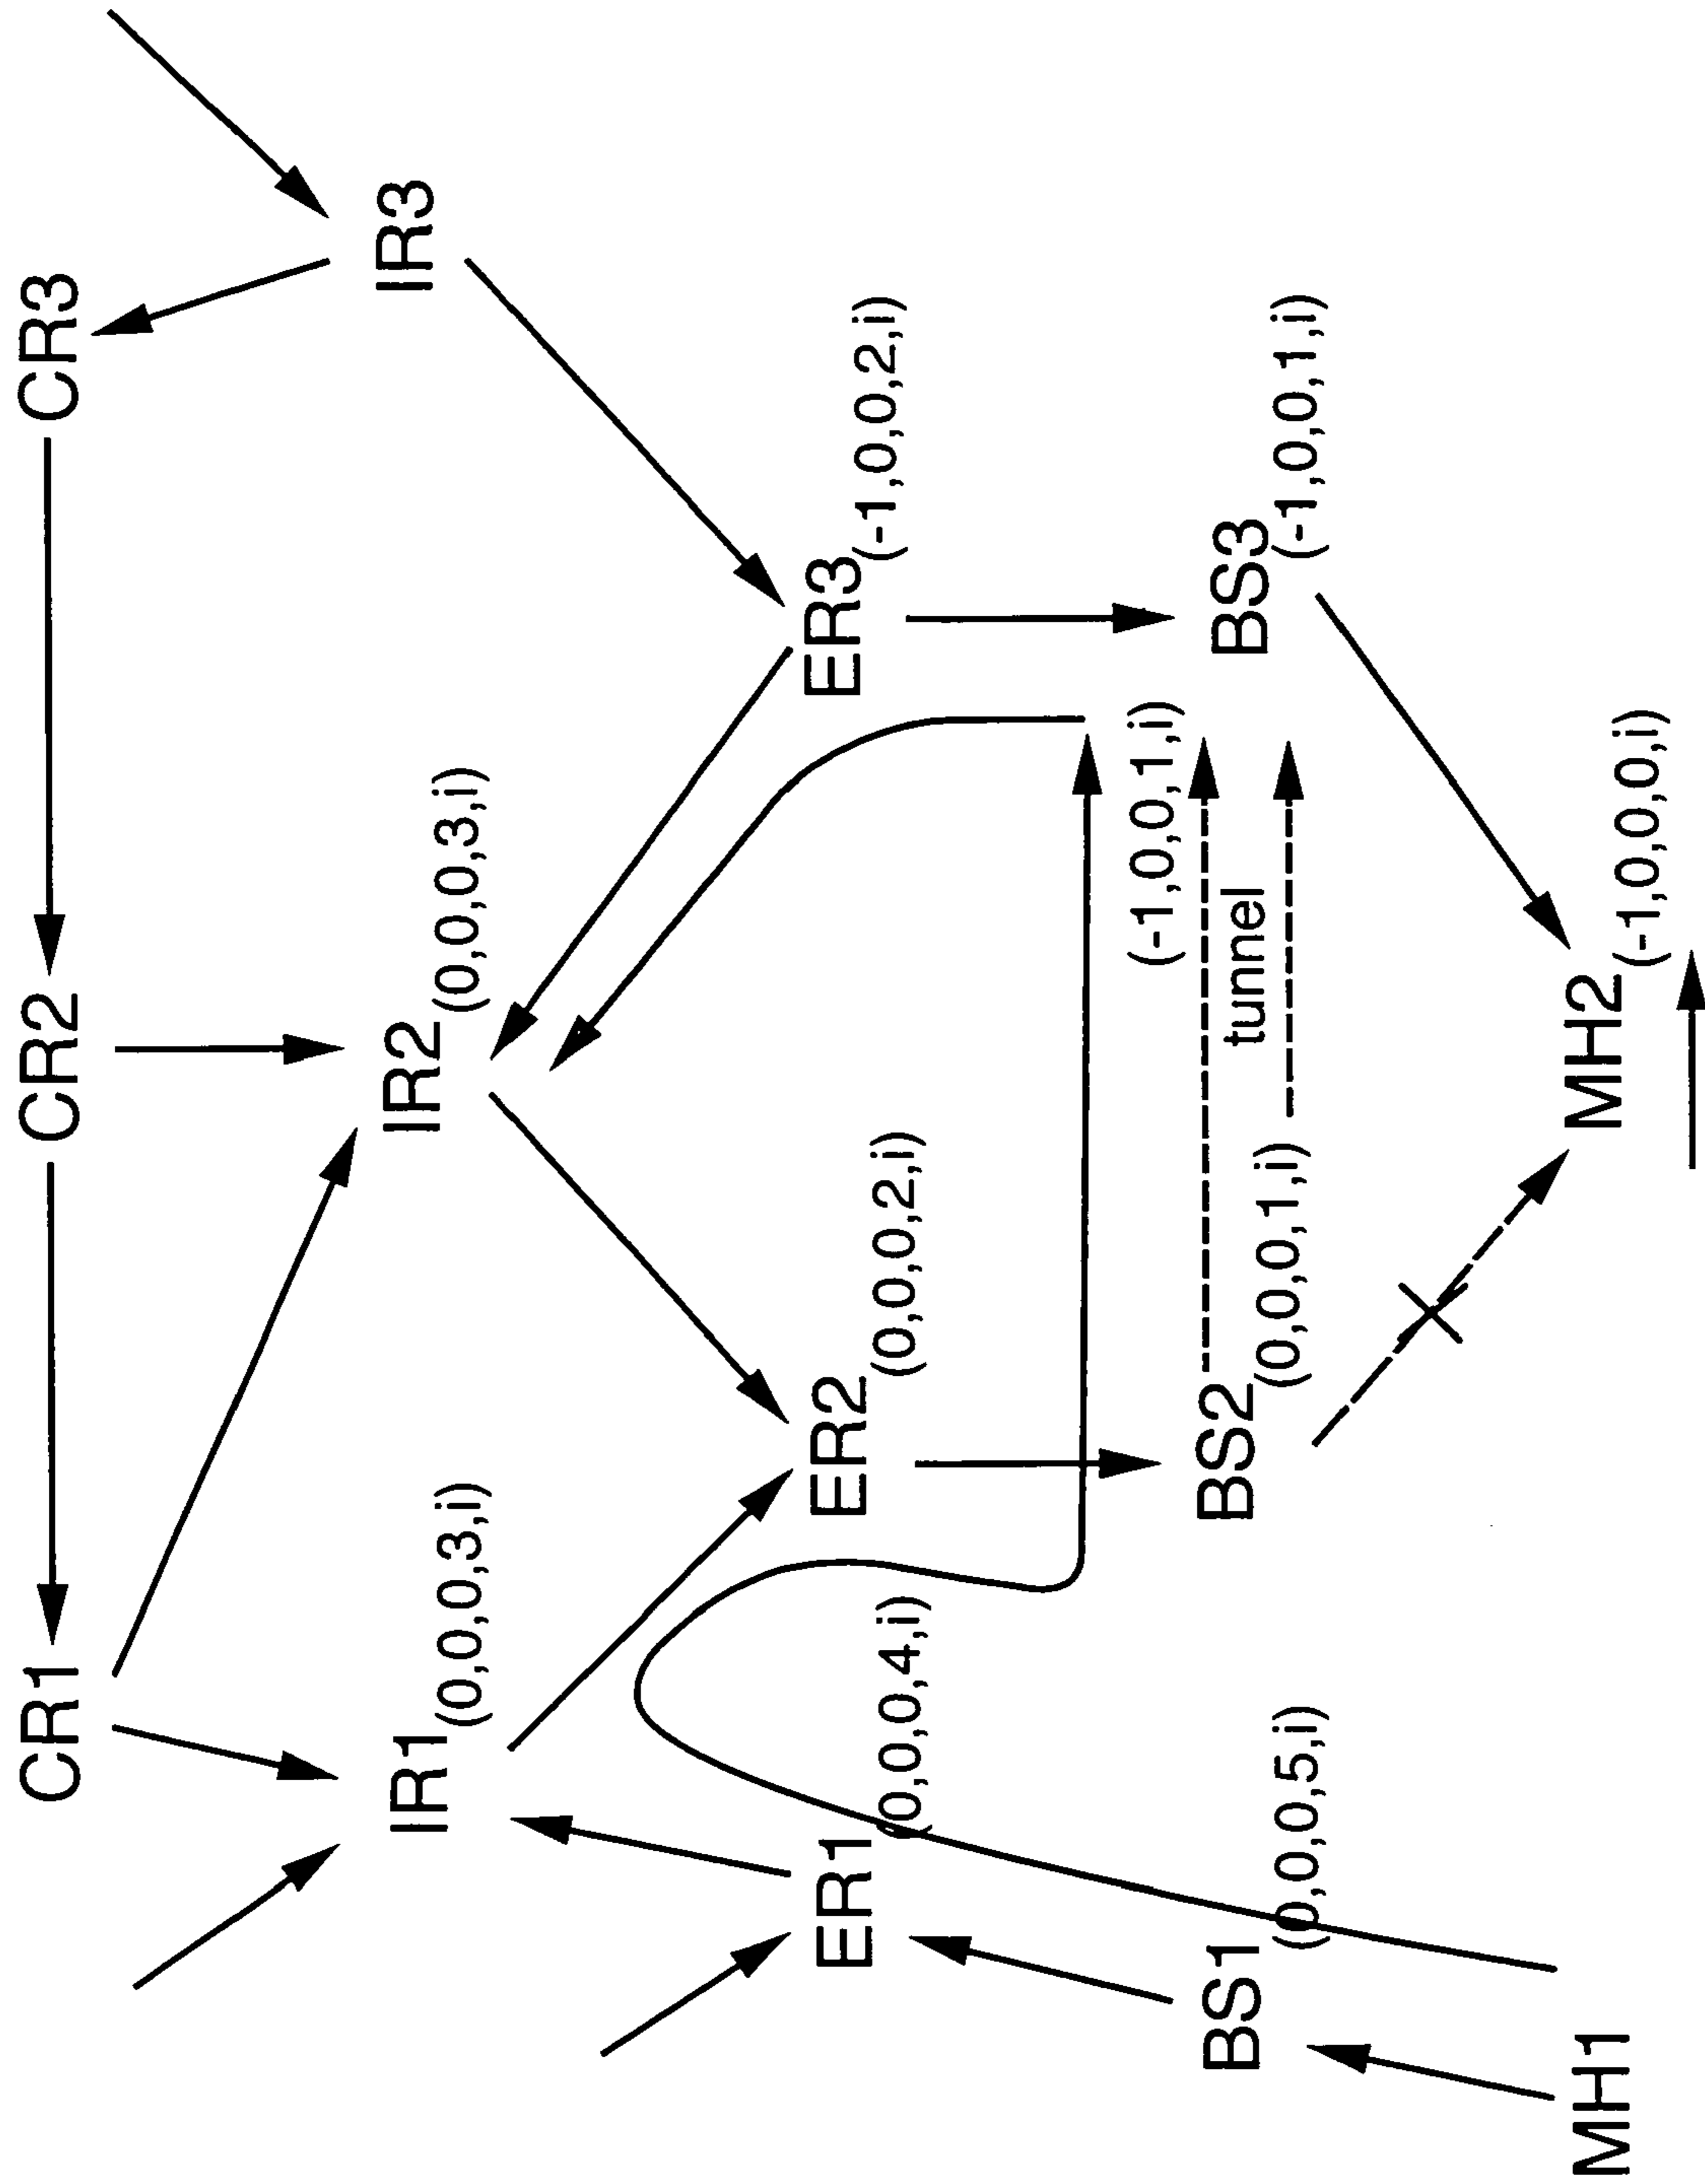 CR1
CR2
CR3
IR1(0,0,0,3,i)
IR2(0,0,0,3,i)
IR3
ER1(0,0,0,4,i)
ER2(0,0,0,2,i)
ER3(-1,0,0,2,i)
(-1,0,0,1,i)
BS1(0,0,0,5,i)
BS2(0,0,0,1,i)
tunnel
BS3(-1,0,0,1,i)
MH1
MH2(-1,0,0,0,i)